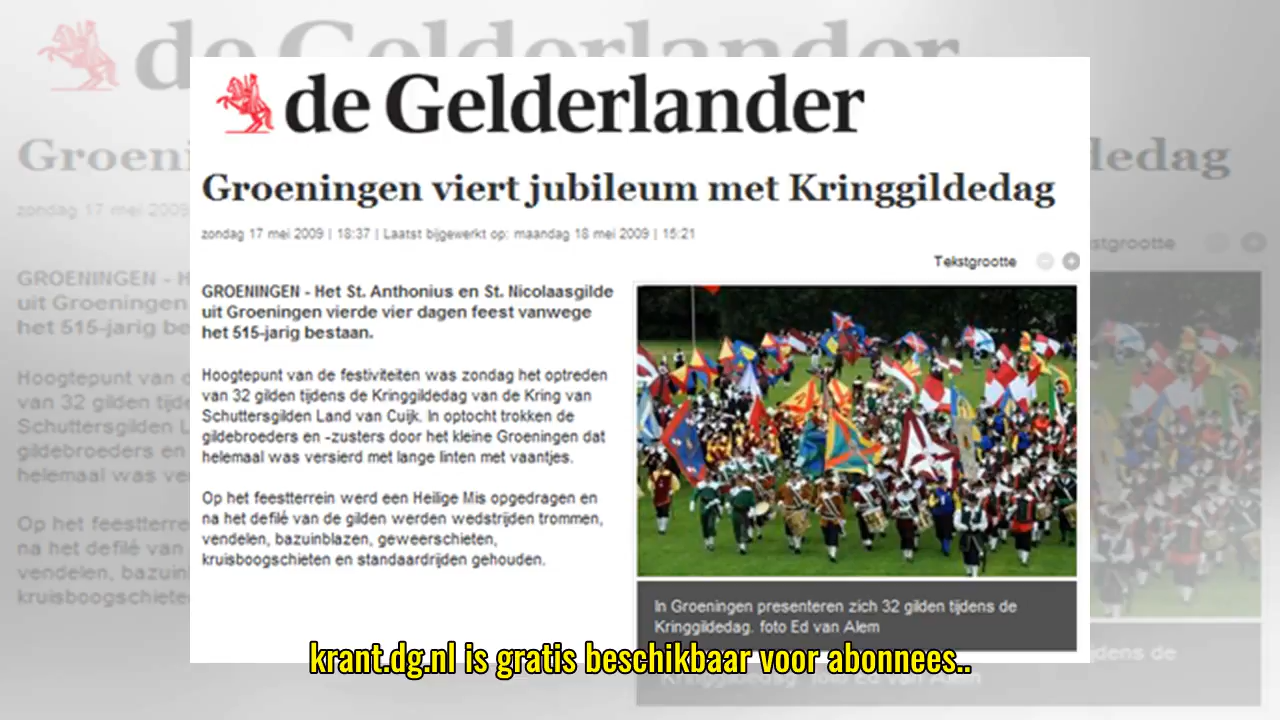 de Gelderlander
Groeningen viert jubileum met Kringgildedag
zondag 17 mei 2009 | 18:37 | Laatst bijgewerkt op: maandag 18 mei 2009 | 15:21
Tekstgrootte
GROENINGEN - Het St. Anthonius en St. Nicolaasgilde
uit Groeningen vierde vier dagen feest vanwege
het 515-jarig bestaan.
Hoogtepunt van de festiviteiten was zondag het optreden
van 32 gilden tijdens de Kringgildedag van de Kring van
Schuttersgilden Land van Cuijk. In optocht trokken de
gildebroeders en -zusters door het kleine Groeningen dat
helemaal was versierd met lange linten met vaantjes.
Op het feestterrein werd een Heilige Mis opgedragen en
na het defilé van de gilden werden wedstrijden trommen,
vendelen, bazuinblazen, geweerschieten,
kruisboogschieten en standaardrijden gehouden.
In Groeningen presenteren zich 32 gilden tijdens de
Kringgildedag. foto Ed van Alem
krant.dg.nl is gratis beschikbaar voor abonnees..